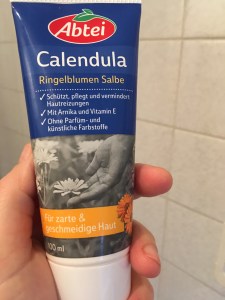 Abtei
Calendula
Ringelblumen Salbe
✓ Schützt, pflegt und vermindert
Hautreizungen
✓ Mit Arnika und Vitamin E
✓ Ohne Parfüm- und
künstliche Farbstoffe
Für zarte &
geschmeidige Haut
100 ml